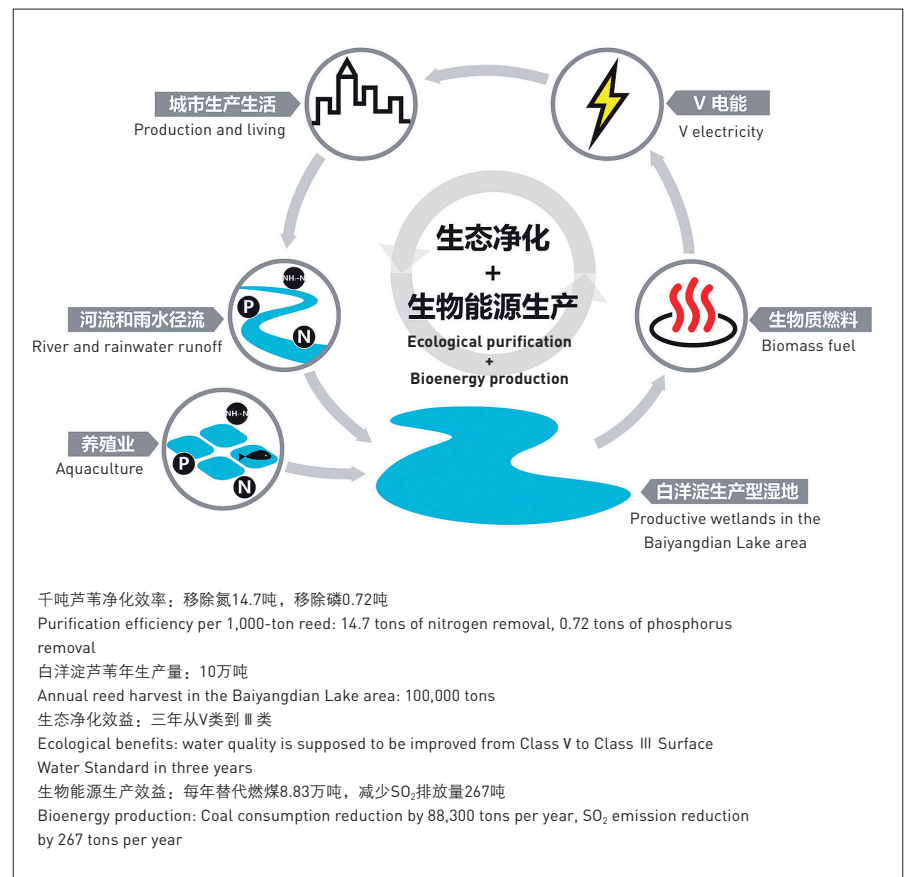 城市生产生活
Production and living
V 电能
V electricity
生态净化
+
生物能源生产
Ecological purification
+
Bioenergy production
NH₃-N
P
N
河流和雨水径流
River and rainwater runoff
生物质燃料
Biomass fuel
NH₃-N
P
N
养殖业
Aquaculture
白洋淀生产型湿地
Productive wetlands in the
Baiyangdian Lake area
千吨芦苇净化效率：移除氮14.7吨，移除磷0.72吨
Purification efficiency per 1,000-ton reed: 14.7 tons of nitrogen removal, 0.72 tons of phosphorus
removal
白洋淀芦苇年生产量：10万吨
Annual reed harvest in the Baiyangdian Lake area: 100,000 tons
生态净化效益：三年从V类到 Ⅲ 类
Ecological benefits: water quality is supposed to be improved from Class V to Class Ⅲ Surface
Water Standard in three years
生物能源生产效益：每年替代燃煤8.83万吨，减少SO₂排放量267吨
Bioenergy production: Coal consumption reduction by 88,300 tons per year, SO₂ emission reduction
by 267 tons per year